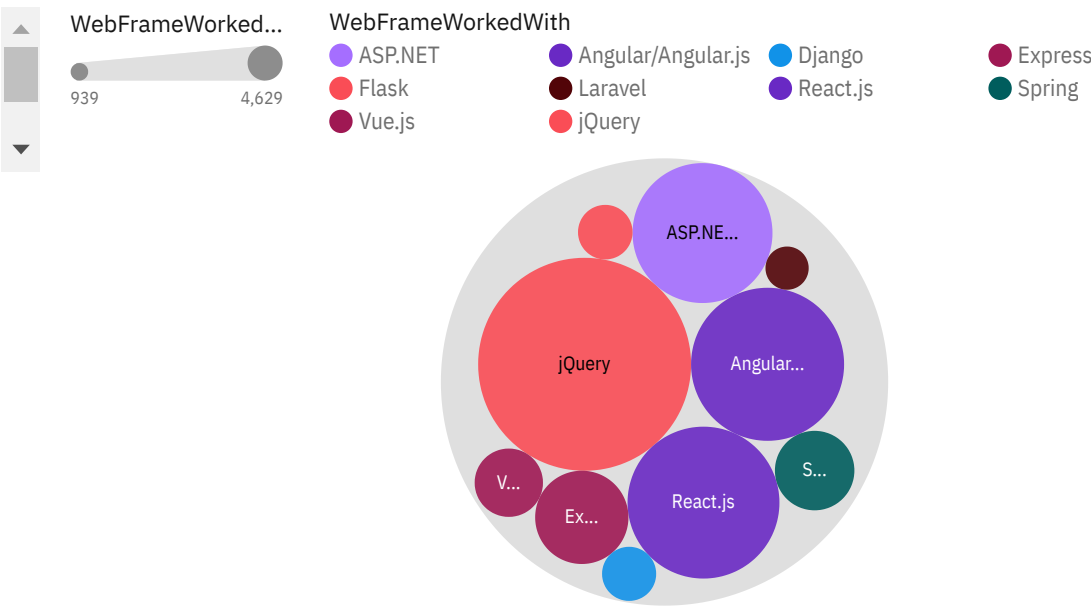 WebFrameWorked...
939 4,629
WebFrameWorkedWith
ASP.NET Angular/Angular.js Django Express
Flask Laravel React.js Spring
Vue.js jQuery
ASP.NE...
jQuery
Angular...
S...
V...
React.js
Ex...